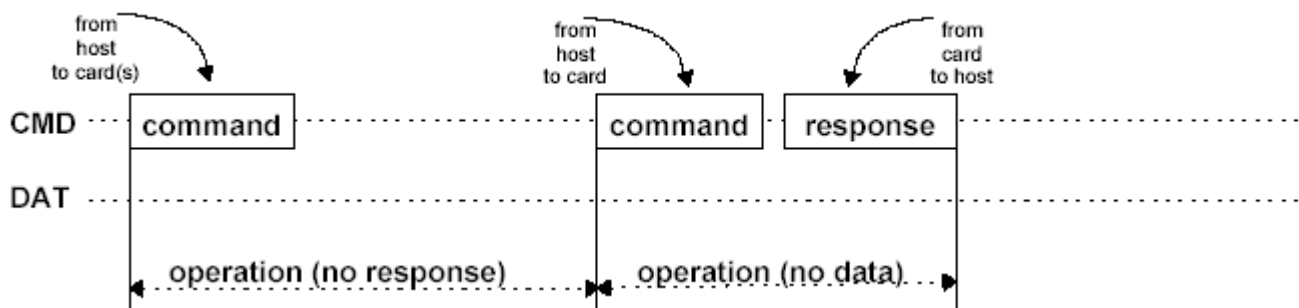 from
host
to card(s)
from
host
to card
from
card
to host
CMD
command
command
response
DAT
operation (no response)
operation (no data)